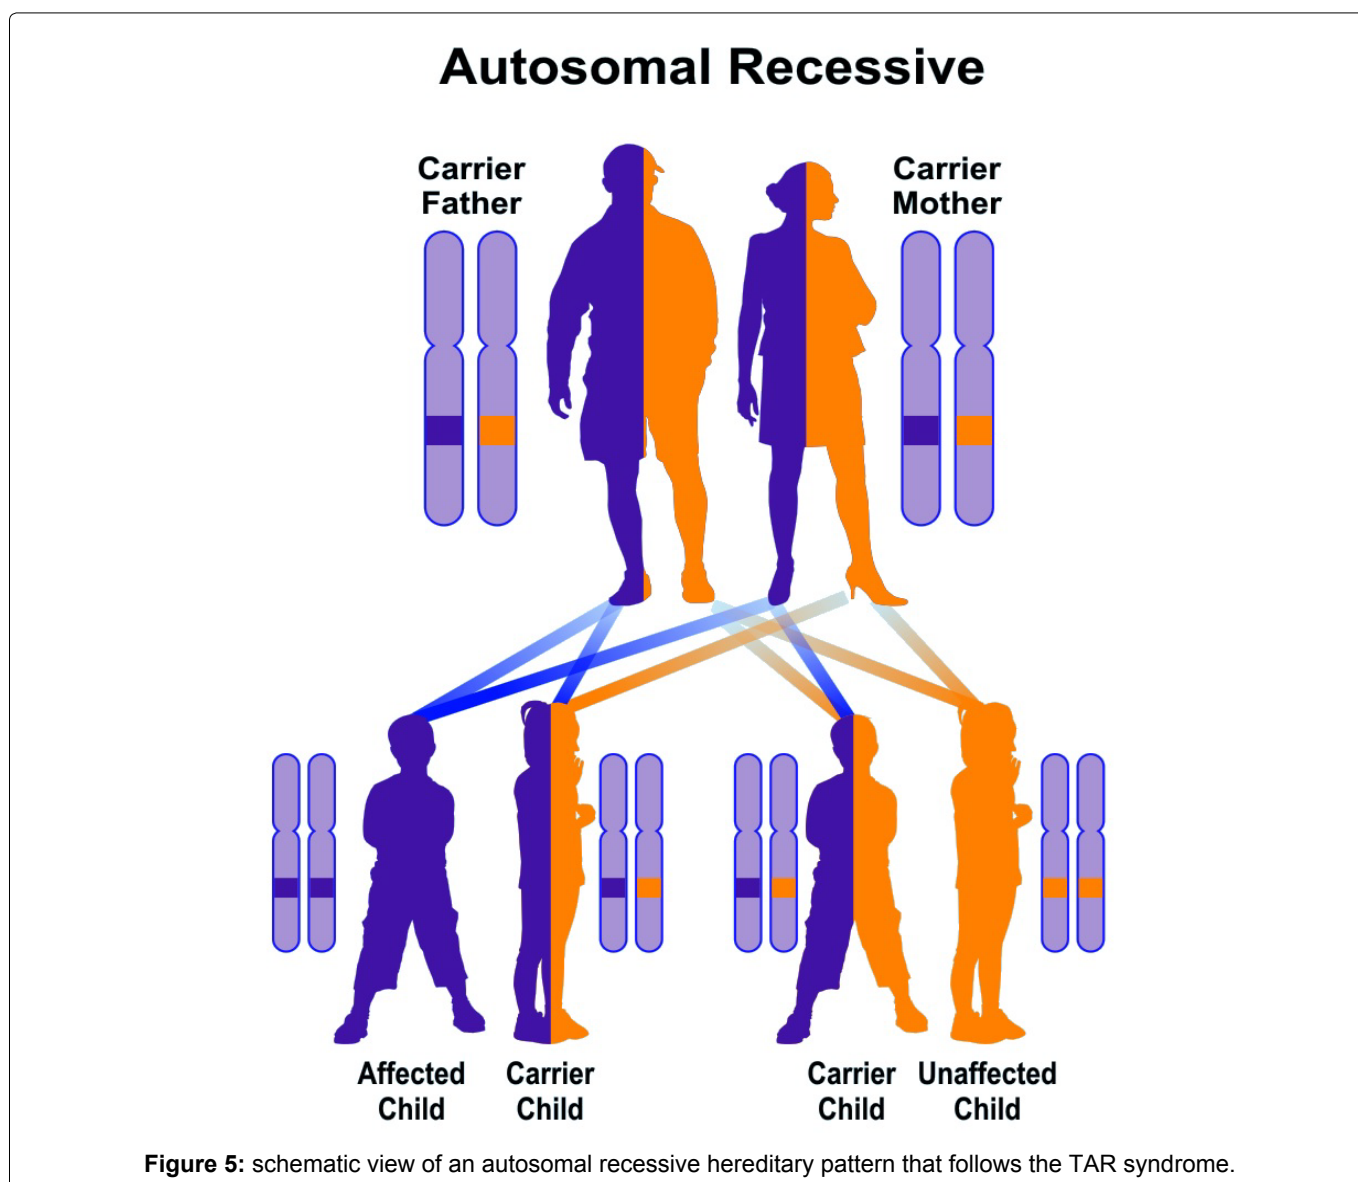 Autosomal Recessive
Carrier
Father
Carrier
Mother
Affected
Child
Carrier
Child
Carrier
Child
Unaffected
Child
Figure 5: schematic view of an autosomal recessive hereditary pattern that follows the TAR syndrome.